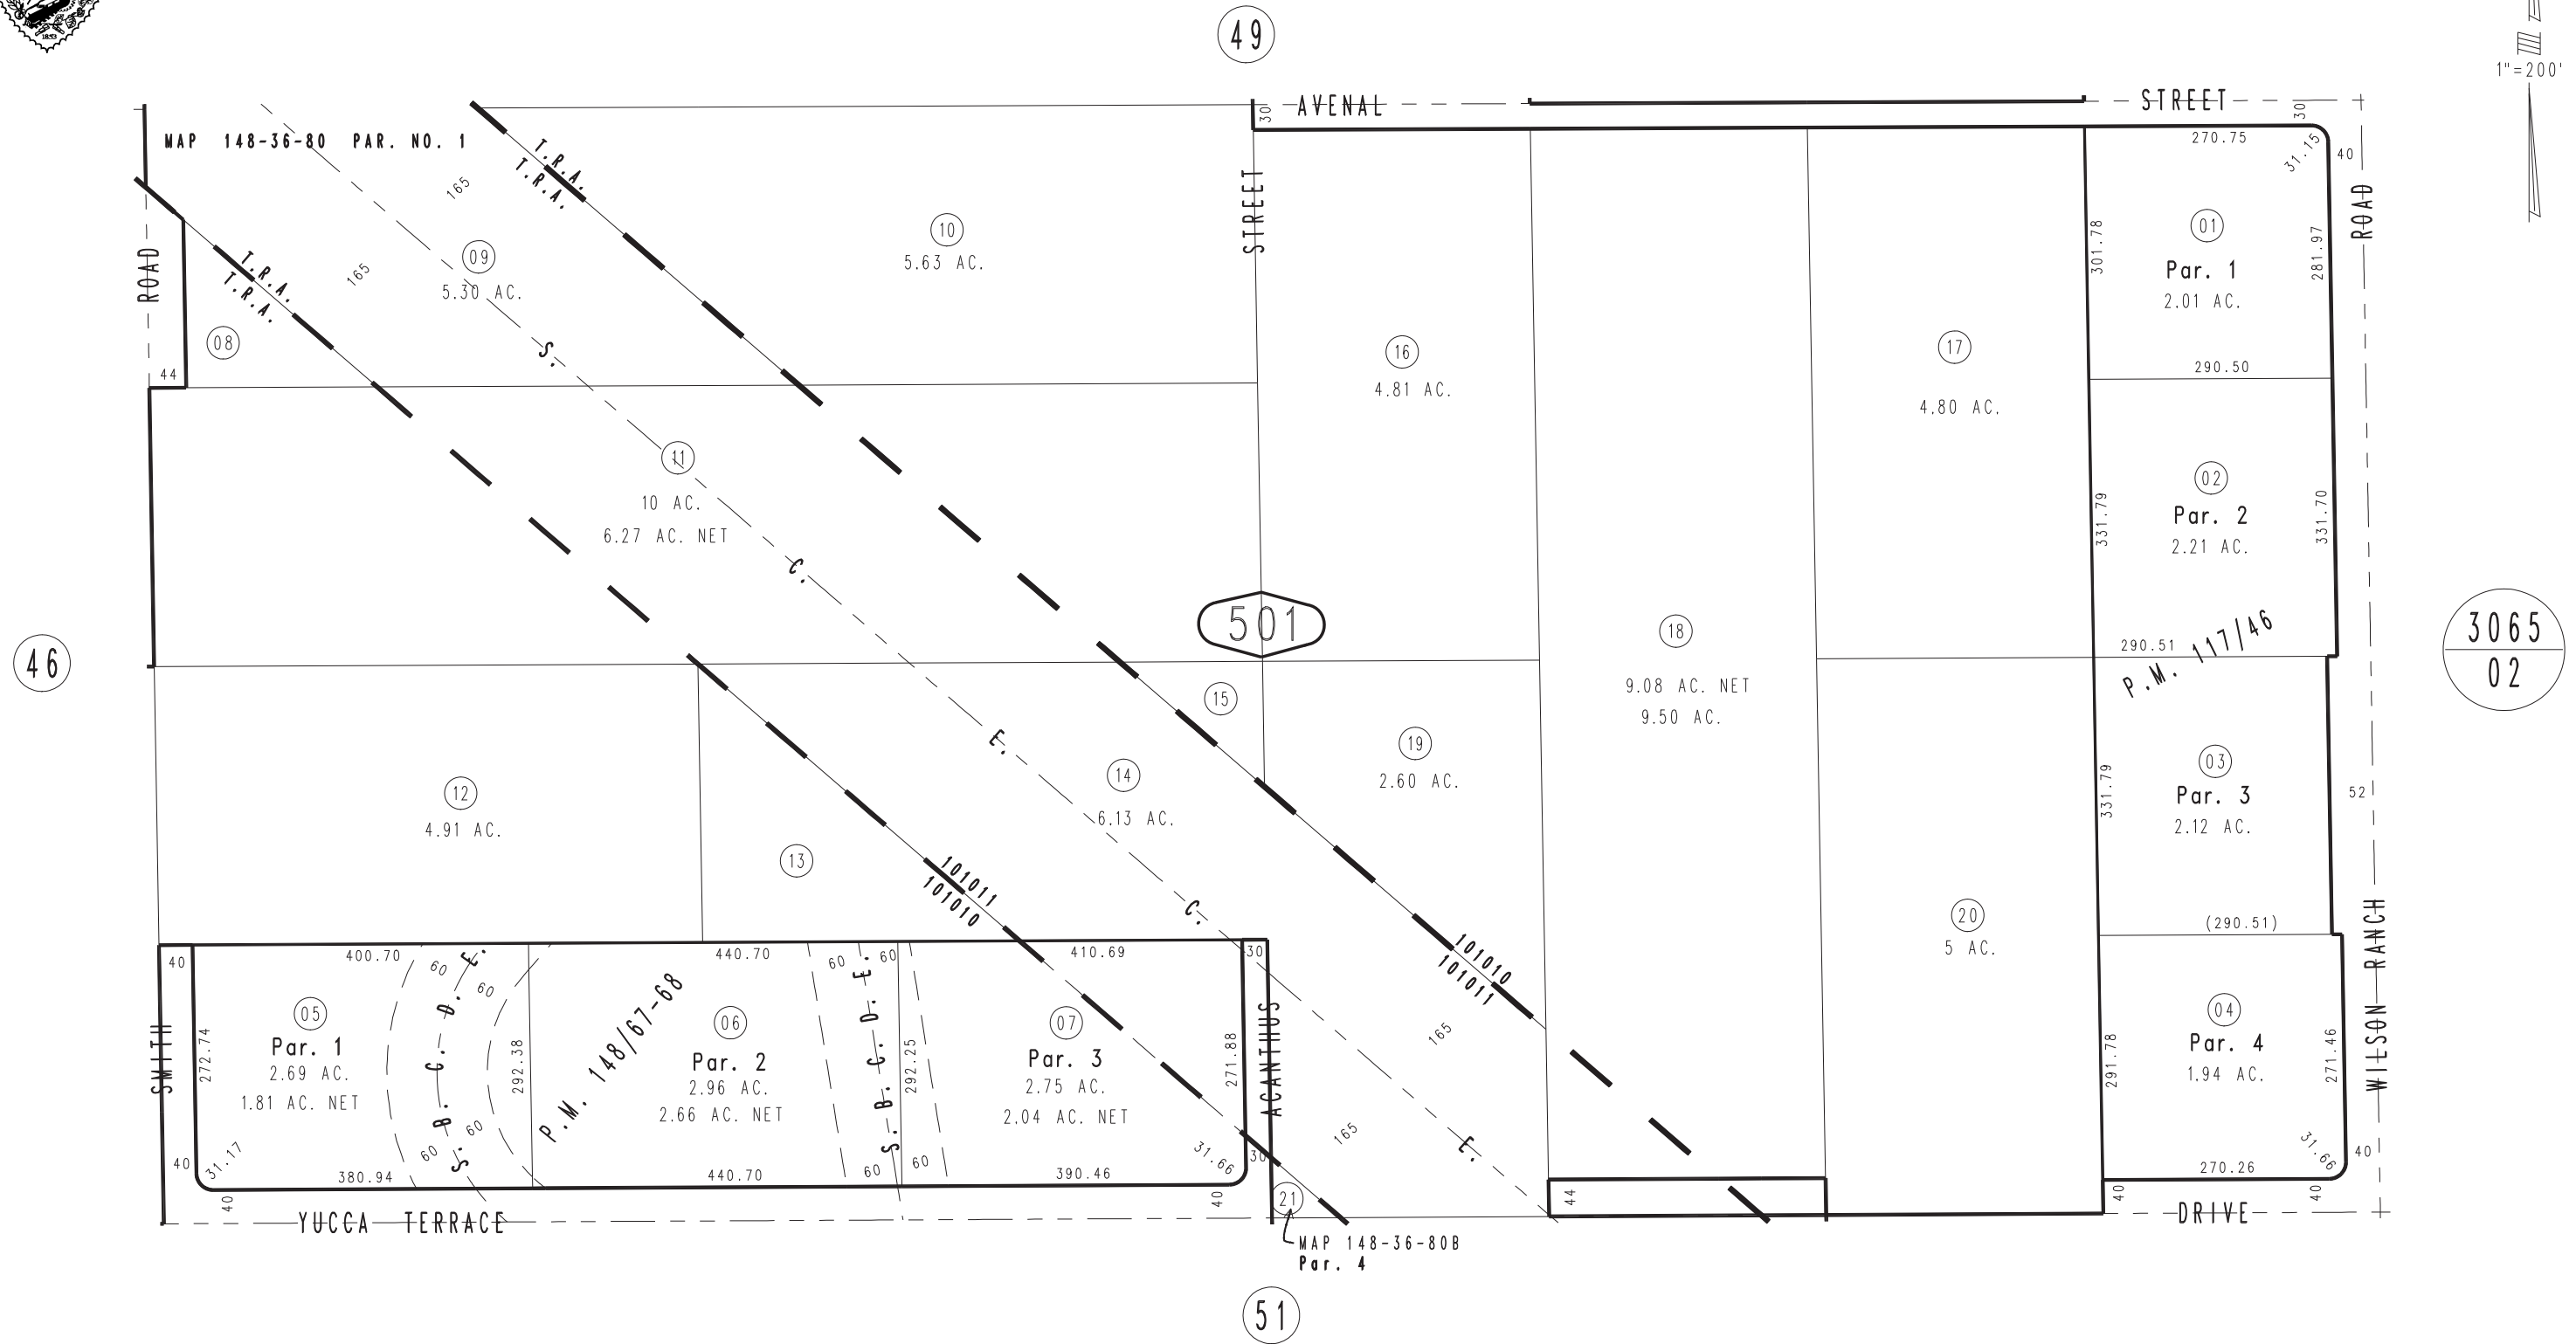 1853
49
1"=200'
AVENAL STREET
30
30
270.75
31.15
40
MAP 148-36-80 PAR. NO. 1
T.R.A.
T.R.A.
165
165
T.R.A.
T.R.A.
ROAD
STREET
ROAD
09
5.30 AC.
10
5.63 AC.
08
44
01
Par. 1
2.01 AC.
301.78
281.97
290.50
16
4.81 AC.
17
4.80 AC.
S.
11
10 AC.
6.27 AC. NET
C.
02
Par. 2
2.21 AC.
331.79
331.70
290.51
P.M. 117/46
501
46
3065
02
18
9.08 AC. NET
9.50 AC.
15
E.
14
6.13 AC.
19
2.60 AC.
03
Par. 3
2.12 AC.
331.79
52
(290.51)
12
4.91 AC.
13
101011
101010
C.
20
5 AC.
101010
101011
WILSON RANCH
40
400.70
60
60
440.70
60
60
410.69
30
SMITH
272.74
05
Par. 1
2.69 AC.
1.81 AC. NET
S. B. C. D. E.
292.38
P.M. 148/67-68
06
Par. 2
2.96 AC.
2.66 AC. NET
S. B. C. D. E.
292.25
07
Par. 3
2.75 AC.
2.04 AC. NET
271.88
ACANTHUS
165
165
E.
291.78
04
Par. 4
1.94 AC.
271.46
40
31.17
380.94
60
60
440.70
60
60
390.46
31.66
30
270.26
31.66
40
40
YUCCA TERRACE
40
21
44
40
40
DRIVE
MAP 148-36-80B
Par. 4
51